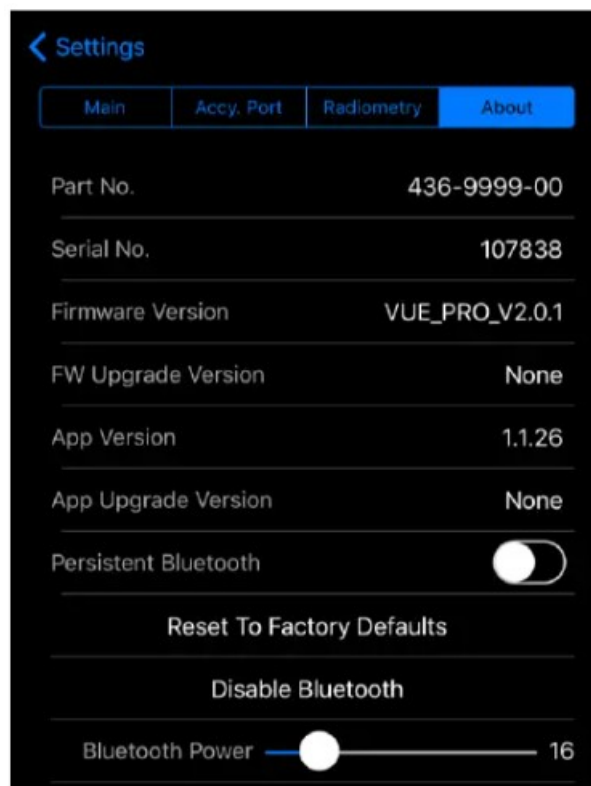 Settings
Main Accy. Port Radiometry About
Part No. 436-9999-00
Serial No. 107838
Firmware Version VUE_PRO_V2.0.1
FW Upgrade Version None
App Version 1.1.26
App Upgrade Version None
Persistent Bluetooth
Reset To Factory Defaults
Disable Bluetooth
Bluetooth Power 16